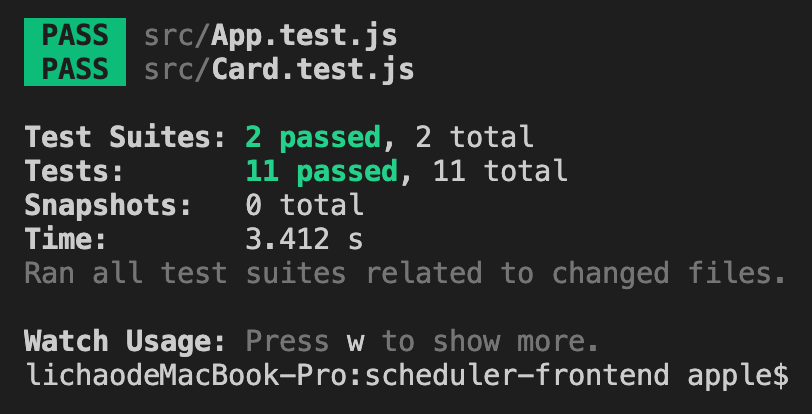 PASS src/App.test.js
PASS src/Card.test.js
Test Suites: 2 passed, 2 total
Tests: 11 passed, 11 total
Snapshots: 0 total
Time: 3.412 s
Ran all test suites related to changed files.
Watch Usage: Press w to show more.
lichaodeMacBook-Pro:scheduler-frontend apple$